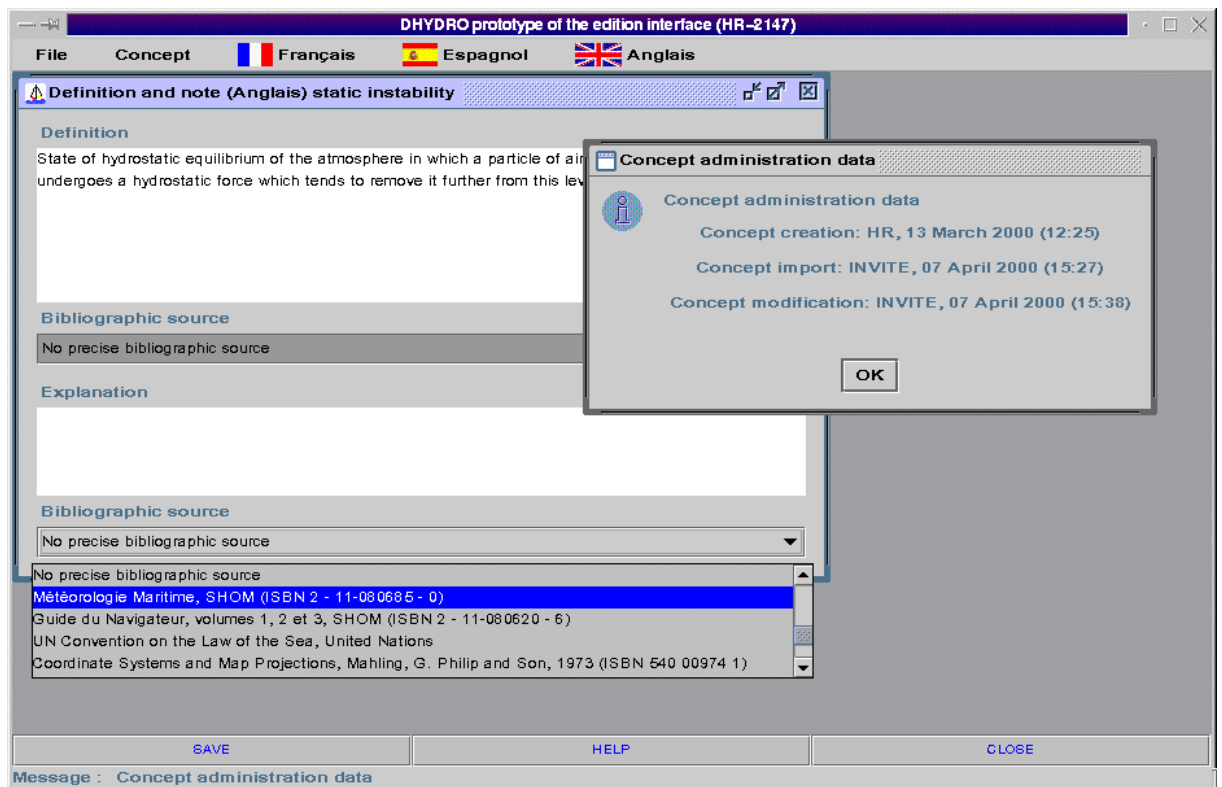 DHYDRO prototype of the edition interface (HR-2147)
File Concept Français Espagnol Anglais
Definition and note (Anglais) static instability
Definition
State of hydrostatic equilibrium of the atmosphere in which a particle of air
undergoes a hydrostatic force which tends to remove it further from this
Bibliographic source
No precise bibliographic source
Explanation
Bibliographic source
No precise bibliographic source
No precise bibliographic source
Météorologie Maritime, SHOM (ISBN 2 - 11-080685 - 0)
Guide du Navigateur, volumes 1, 2 et 3, SHOM (ISBN 2 - 11-080620 - 6)
UN Convention on the Law of the Sea, United Nations
Coordinate Systems and Map Projections, Mahling, G. Philip and Son, 1973 (ISBN 540 00974 1)
Concept administration data
Concept administration data
Concept creation: HR, 13 March 2000 (12:25)
Concept import: INVITE, 07 April 2000 (15:27)
Concept modification: INVITE, 07 April 2000 (15:38)
OK
SAVE HELP CLOSE
Message : Concept administration data